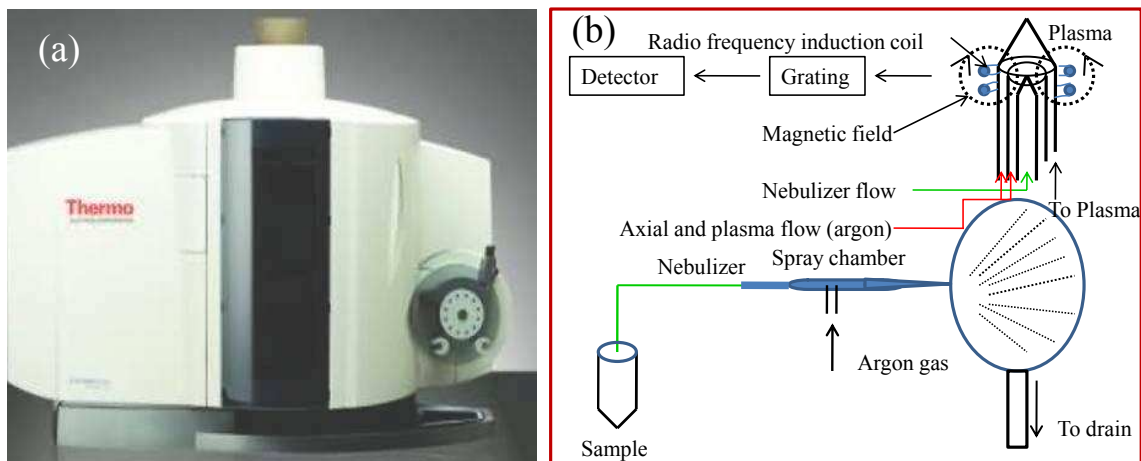 (a)
Thermo
(b)
Plasma
Radio frequency induction coil
Detector
Grating
Magnetic field
Nebulizer flow
To Plasma
Axial and plasma flow (argon)
Spray chamber
Nebulizer
Argon gas
To drain
Sample